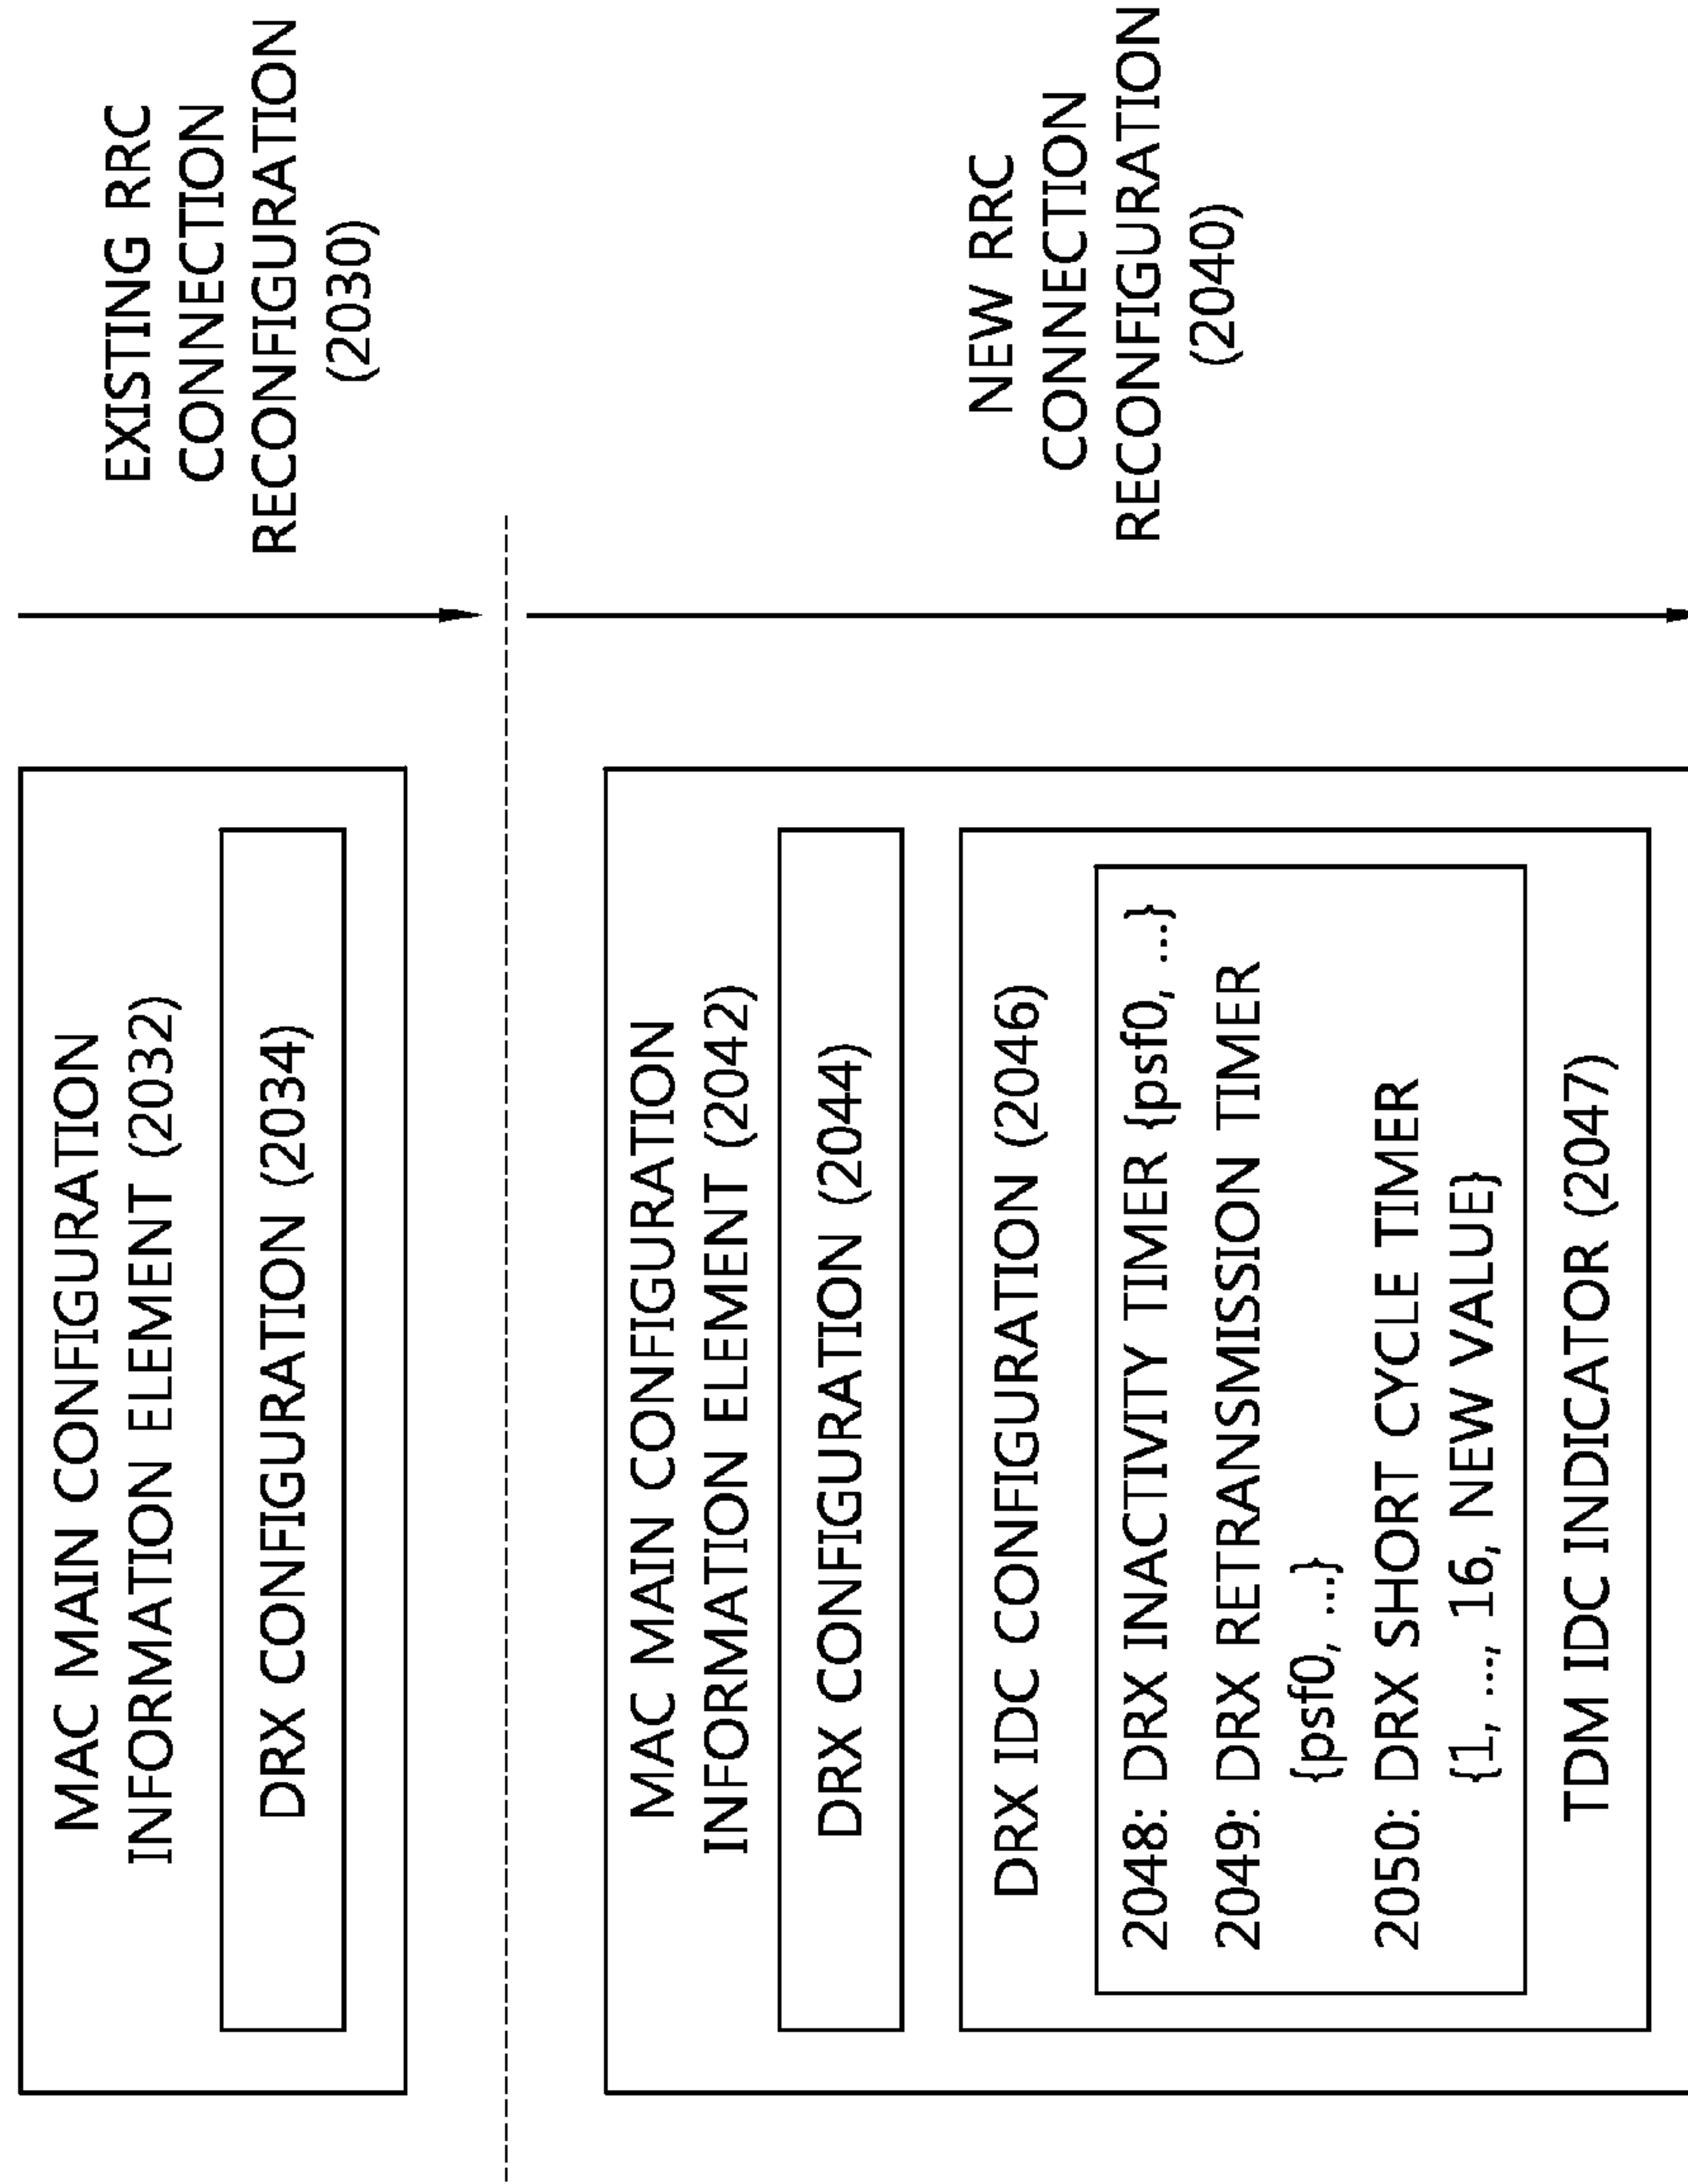 MAC MAIN CONFIGURATION
INFORMATION ELEMENT (2032)
DRX CONFIGURATION (2034)
EXISTING RRC
CONNECTION
RECONFIGURATION
(2030)
MAC MAIN CONFIGURATION
INFORMATION ELEMENT (2042)
DRX CONFIGURATION (2044)
DRX IDC CONFIGURATION (2046)
2048: DRX INACTIVITY TIMER {psf0, ...}
2049: DRX RETRANSMISSION TIMER
{psf0, ...}
2050: DRX SHORT CYCLE TIMER
{1, ..., 16, NEW VALUE}
TDM IDC INDICATOR (2047)
NEW RRC
CONNECTION
RECONFIGURATION
(2040)